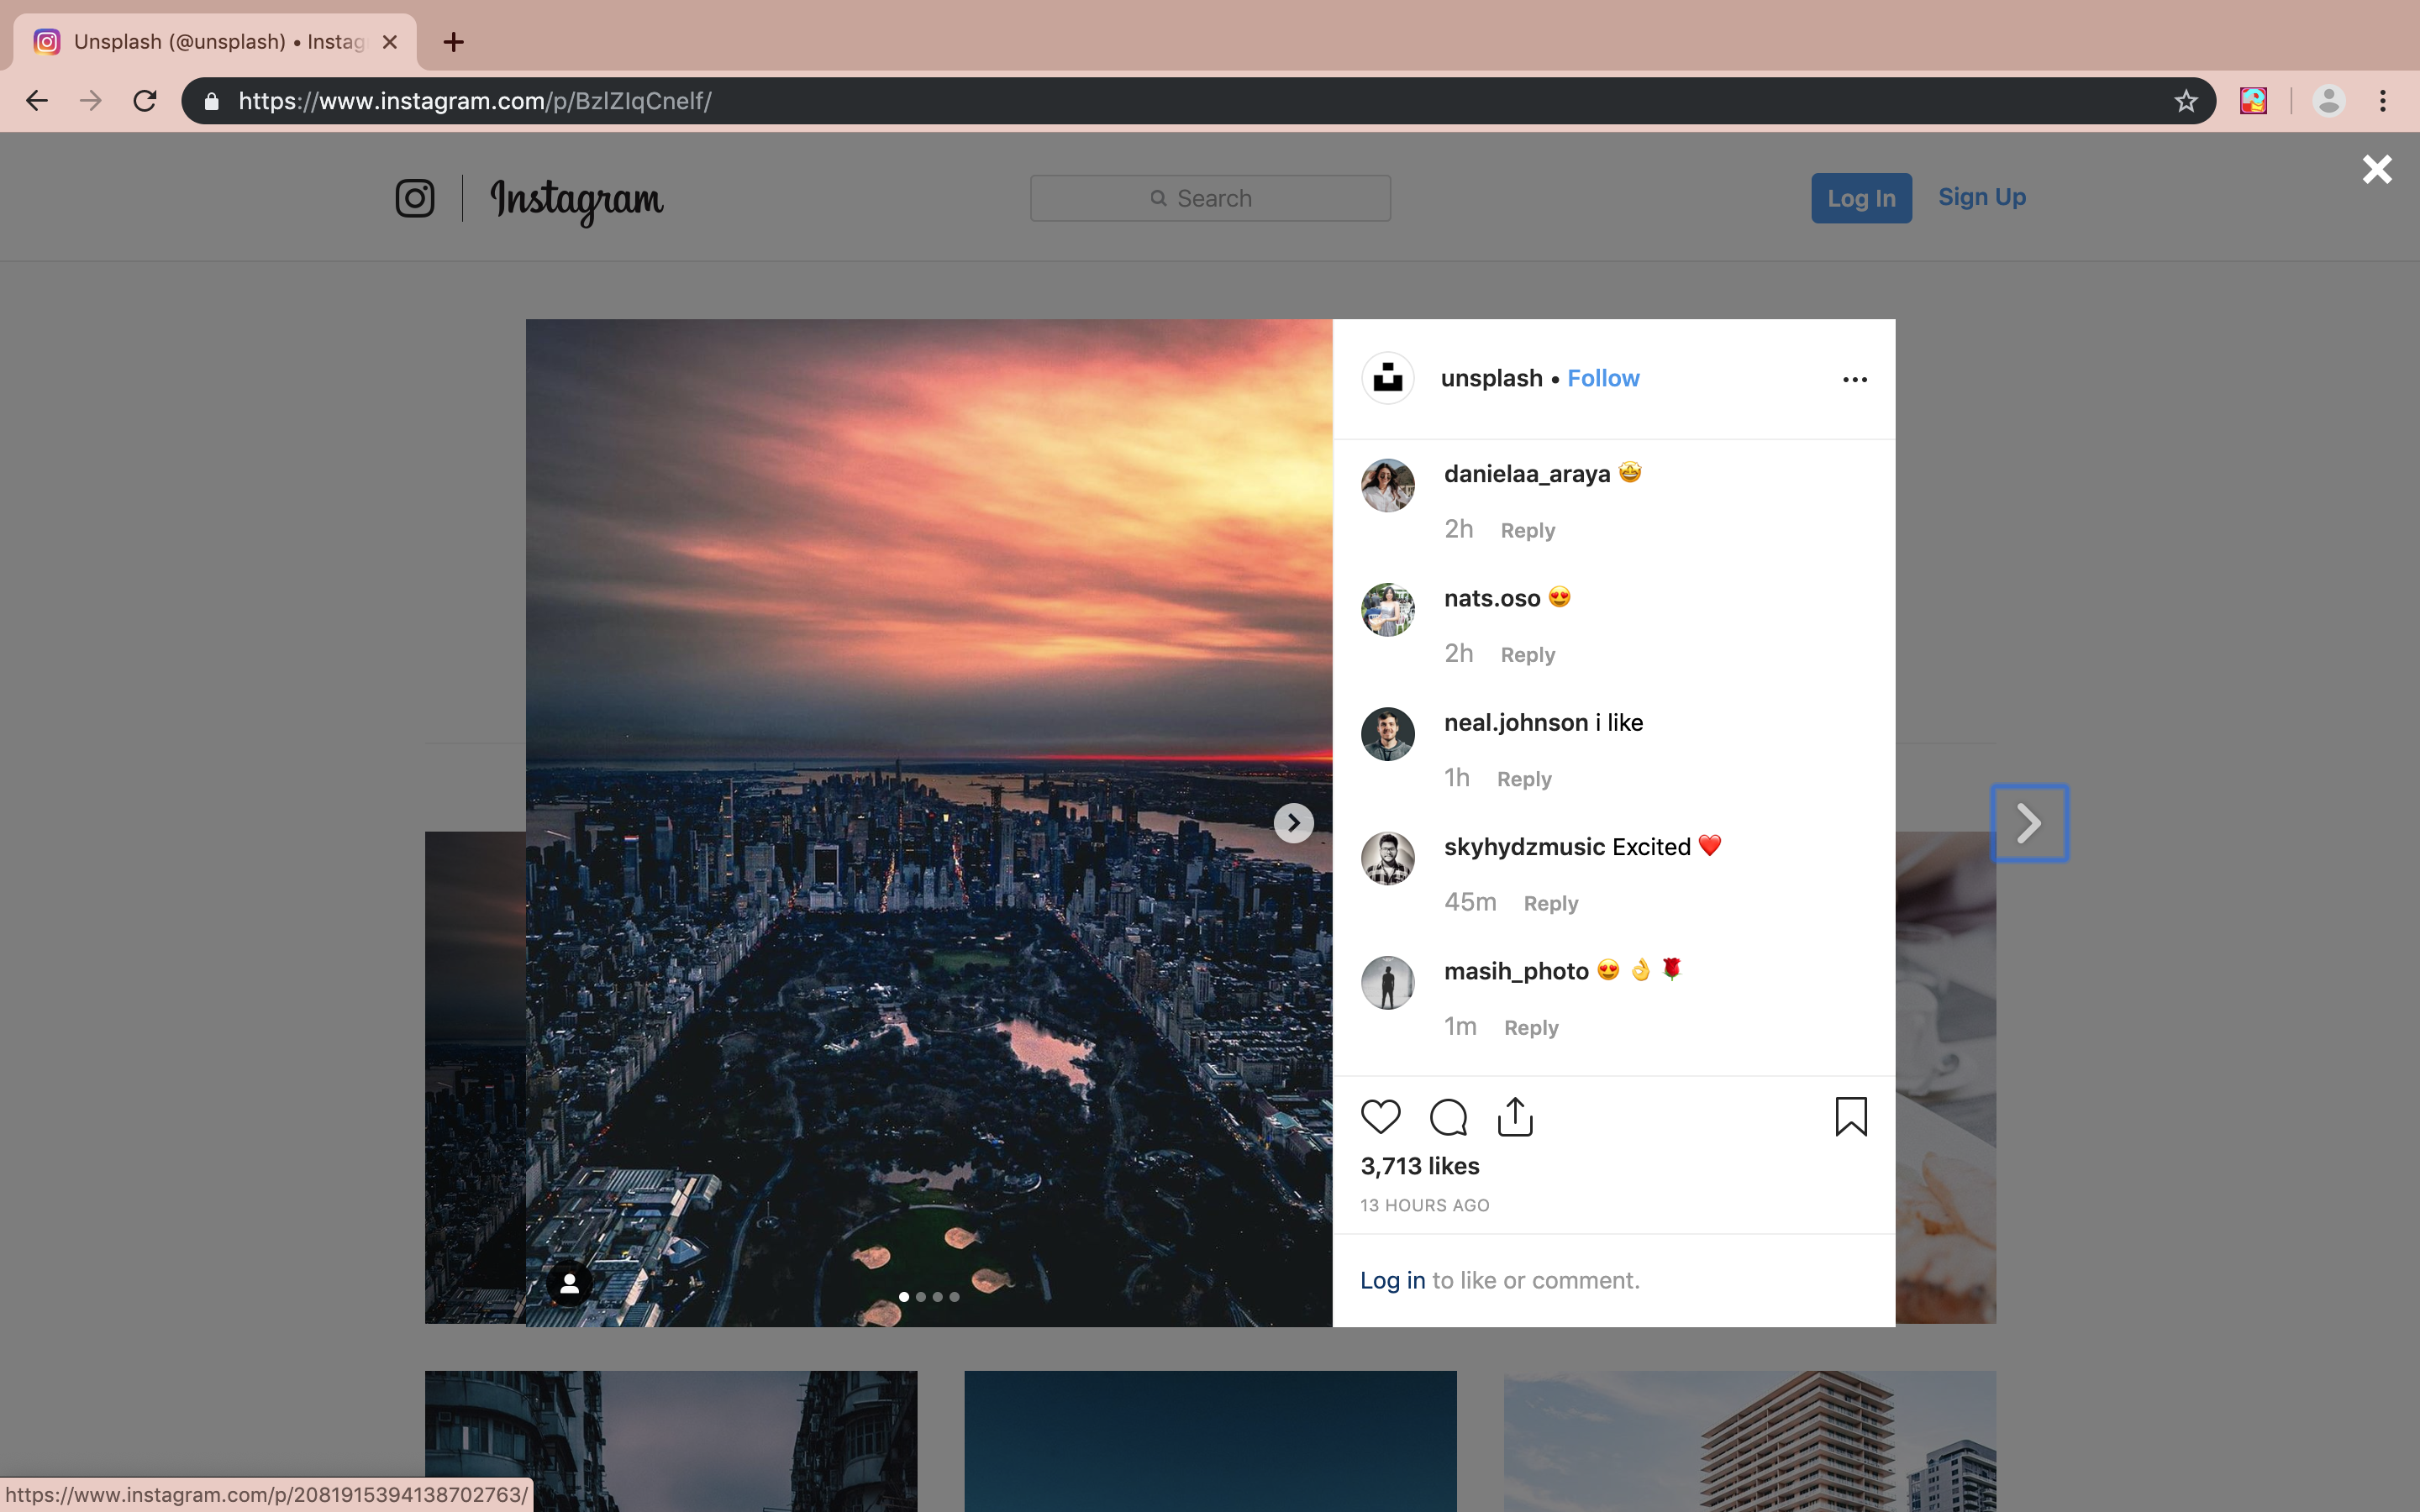 Unsplash (@unsplash) • Instag
https://www.instagram.com/p/BzlZIqCnelf/
Instagram
Search
Log In
Sign Up
unsplash • Follow
danielaa_araya 🤩
2h Reply
nats.oso 😍
2h Reply
neal.johnson i like
1h Reply
skyhydzmusic Excited ❤️
45m Reply
masih_photo 😍 👌 🌹
1m Reply
3,713 likes
13 HOURS AGO
Log in to like or comment.
https://www.instagram.com/p/2081915394138702763/